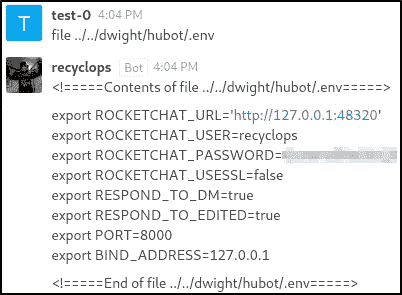 T
test-0 4:04 PM
file ../../dwight/hubot/.env
recyclops Bot 4:04 PM
<!=====Contents of file ../../dwight/hubot/.env=====>
export ROCKETCHAT_URL='http://127.0.0.1:48320'
export ROCKETCHAT_USER=recyclops
export ROCKETCHAT_PASSWORD=
export ROCKETCHAT_USESSL=false
export RESPOND_TO_DM=true
export RESPOND_TO_EDITED=true
export PORT=8000
export BIND_ADDRESS=127.0.0.1
<!=====End of file ../../dwight/hubot/.env=====>